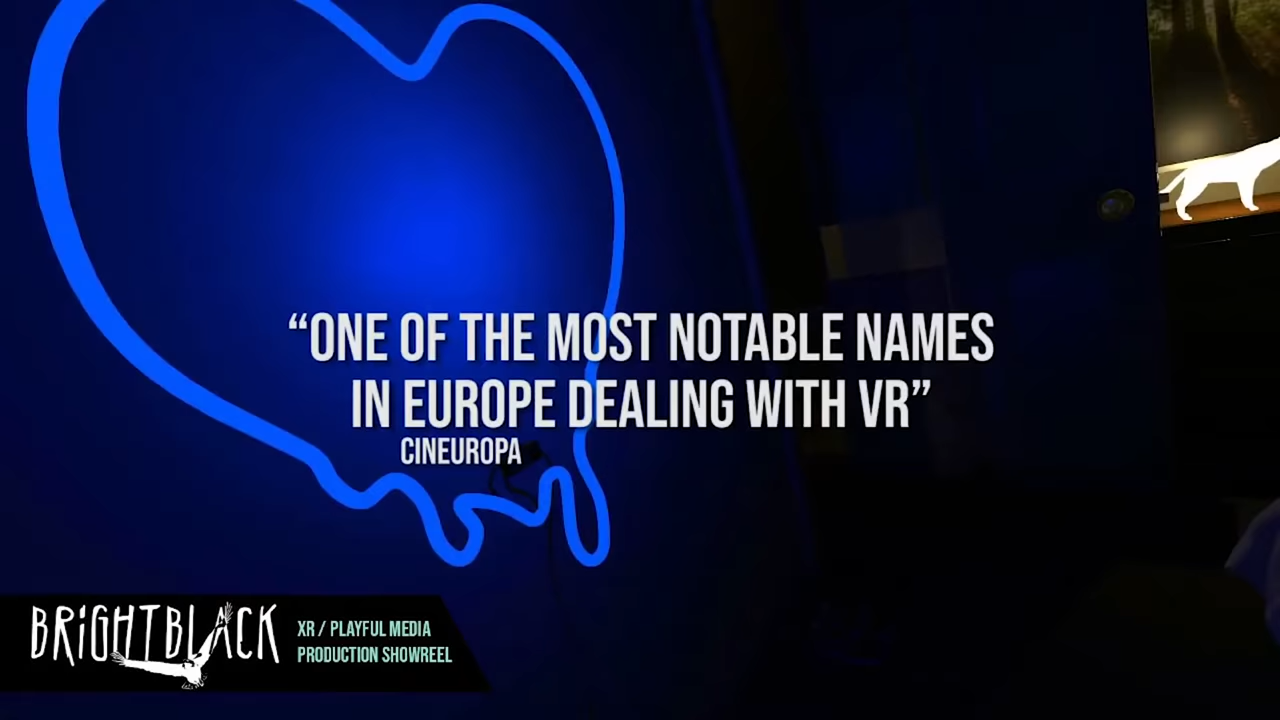 “ONE OF THE MOST NOTABLE NAMES
IN EUROPE DEALING WITH VR”
CINEUROPA
BRiGHTBLACK
XR / PLAYFUL MEDIA
PRODUCTION SHOWREEL